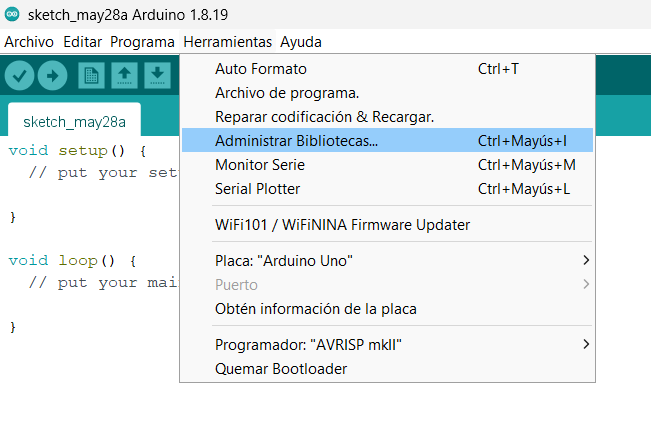 sketch_may28a Arduino 1.8.19
Archivo Editar Programa Herramientas Ayuda
Auto Formato Ctrl+T
Archivo de programa.
Reparar codificación & Recargar.
Administrar Bibliotecas... Ctrl+Mayús+I
Monitor Serie Ctrl+Mayús+M
Serial Plotter Ctrl+Mayús+L
WiFi101 / WiFiNINA Firmware Updater
Placa: "Arduino Uno"
Puerto
Obtén información de la placa
Programador: "AVRISP mkII"
Quemar Bootloader
sketch_may28a
void setup() {
// put your set
}
void loop() {
// put your mai
}